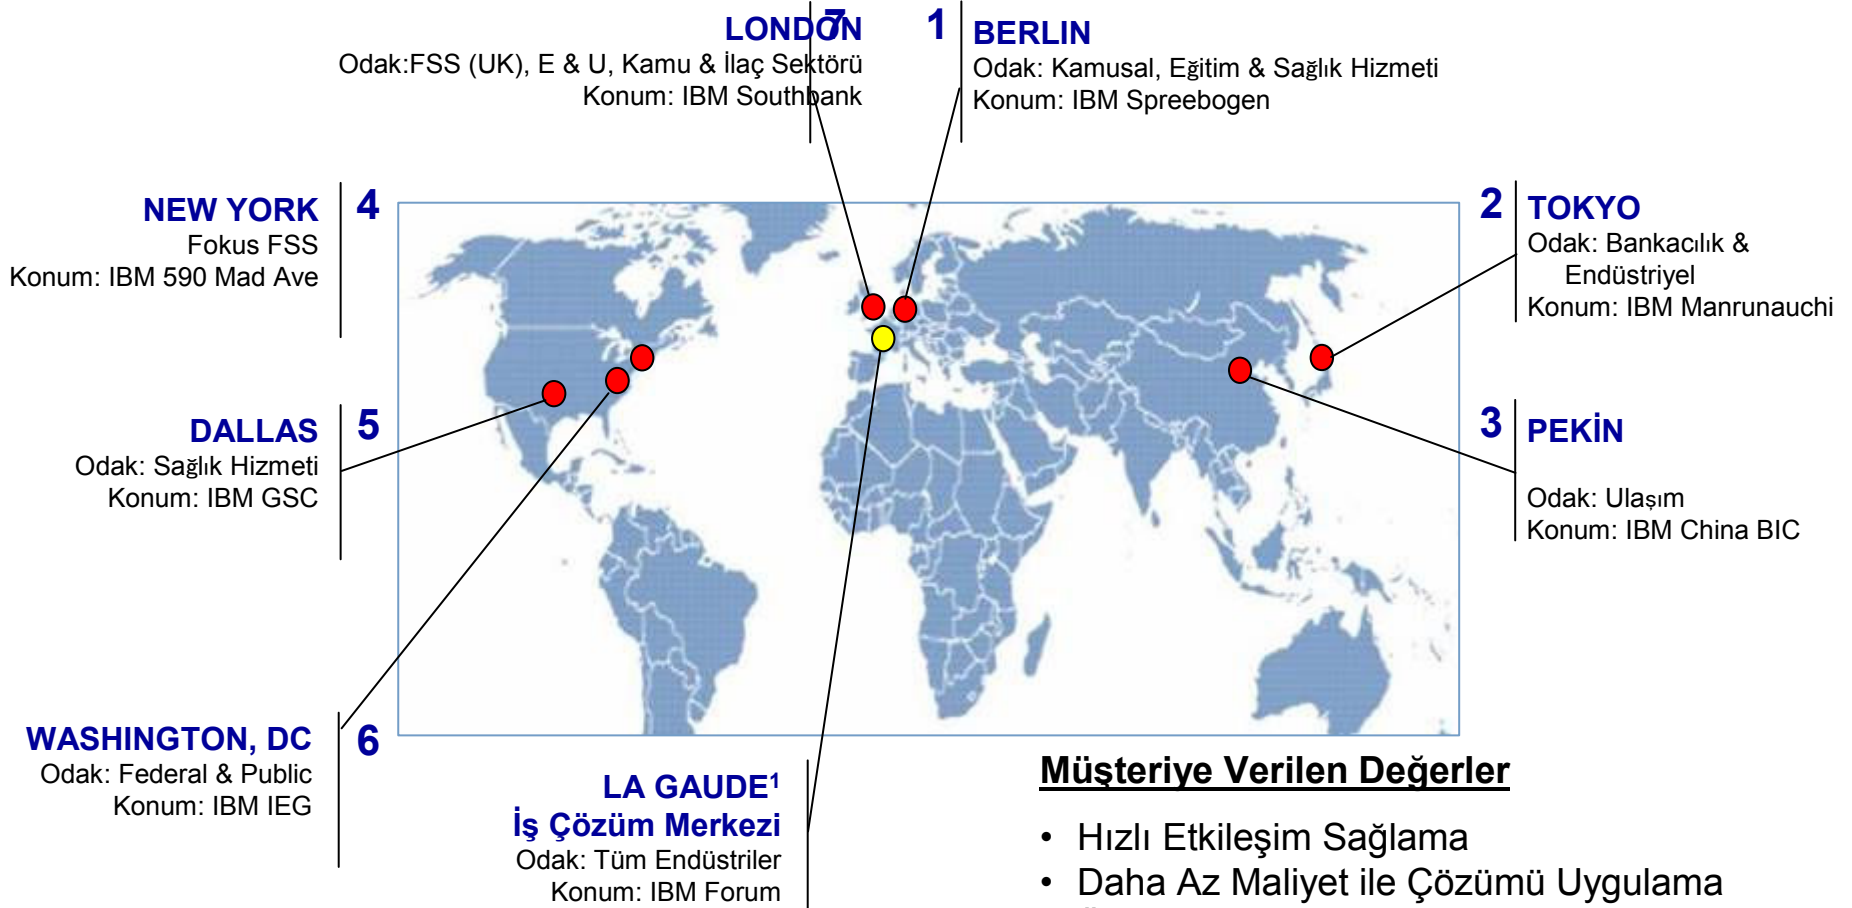 LONDON
7
Odak:FSS (UK), E & U, Kamu & İlaç Sektörü
Konum: IBM Southbank
1
BERLIN
Odak: Kamusal, Eğitim & Sağlık Hizmeti
Konum: IBM Spreebogen
NEW YORK
4
Fokus FSS
Konum: IBM 590 Mad Ave
2
TOKYO
Odak: Bankacılık &
Endüstriyel
Konum: IBM Manrunauchi
DALLAS
5
Odak: Sağlık Hizmeti
Konum: IBM GSC
3
PEKİN
Odak: Ulaşım
Konum: IBM China BIC
WASHINGTON, DC
6
Odak: Federal & Public
Konum: IBM IEG
LA GAUDE¹
İş Çözüm Merkezi
Odak: Tüm Endüstriler
Konum: IBM Forum
Müşteriye Verilen Değerler
• Hızlı Etkileşim Sağlama
• Daha Az Maliyet ile Çözümü Uygulama